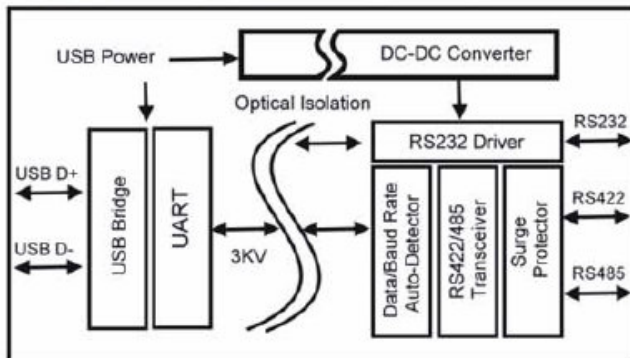 USB Power
DC-DC Converter
Optical Isolation
RS232 Driver
RS232
USB D+
USB D-
USB Bridge
UART
3KV
Data/Baud Rate
Auto-Detector
RS422/485
Transceiver
Surge
Protector
RS422
RS485